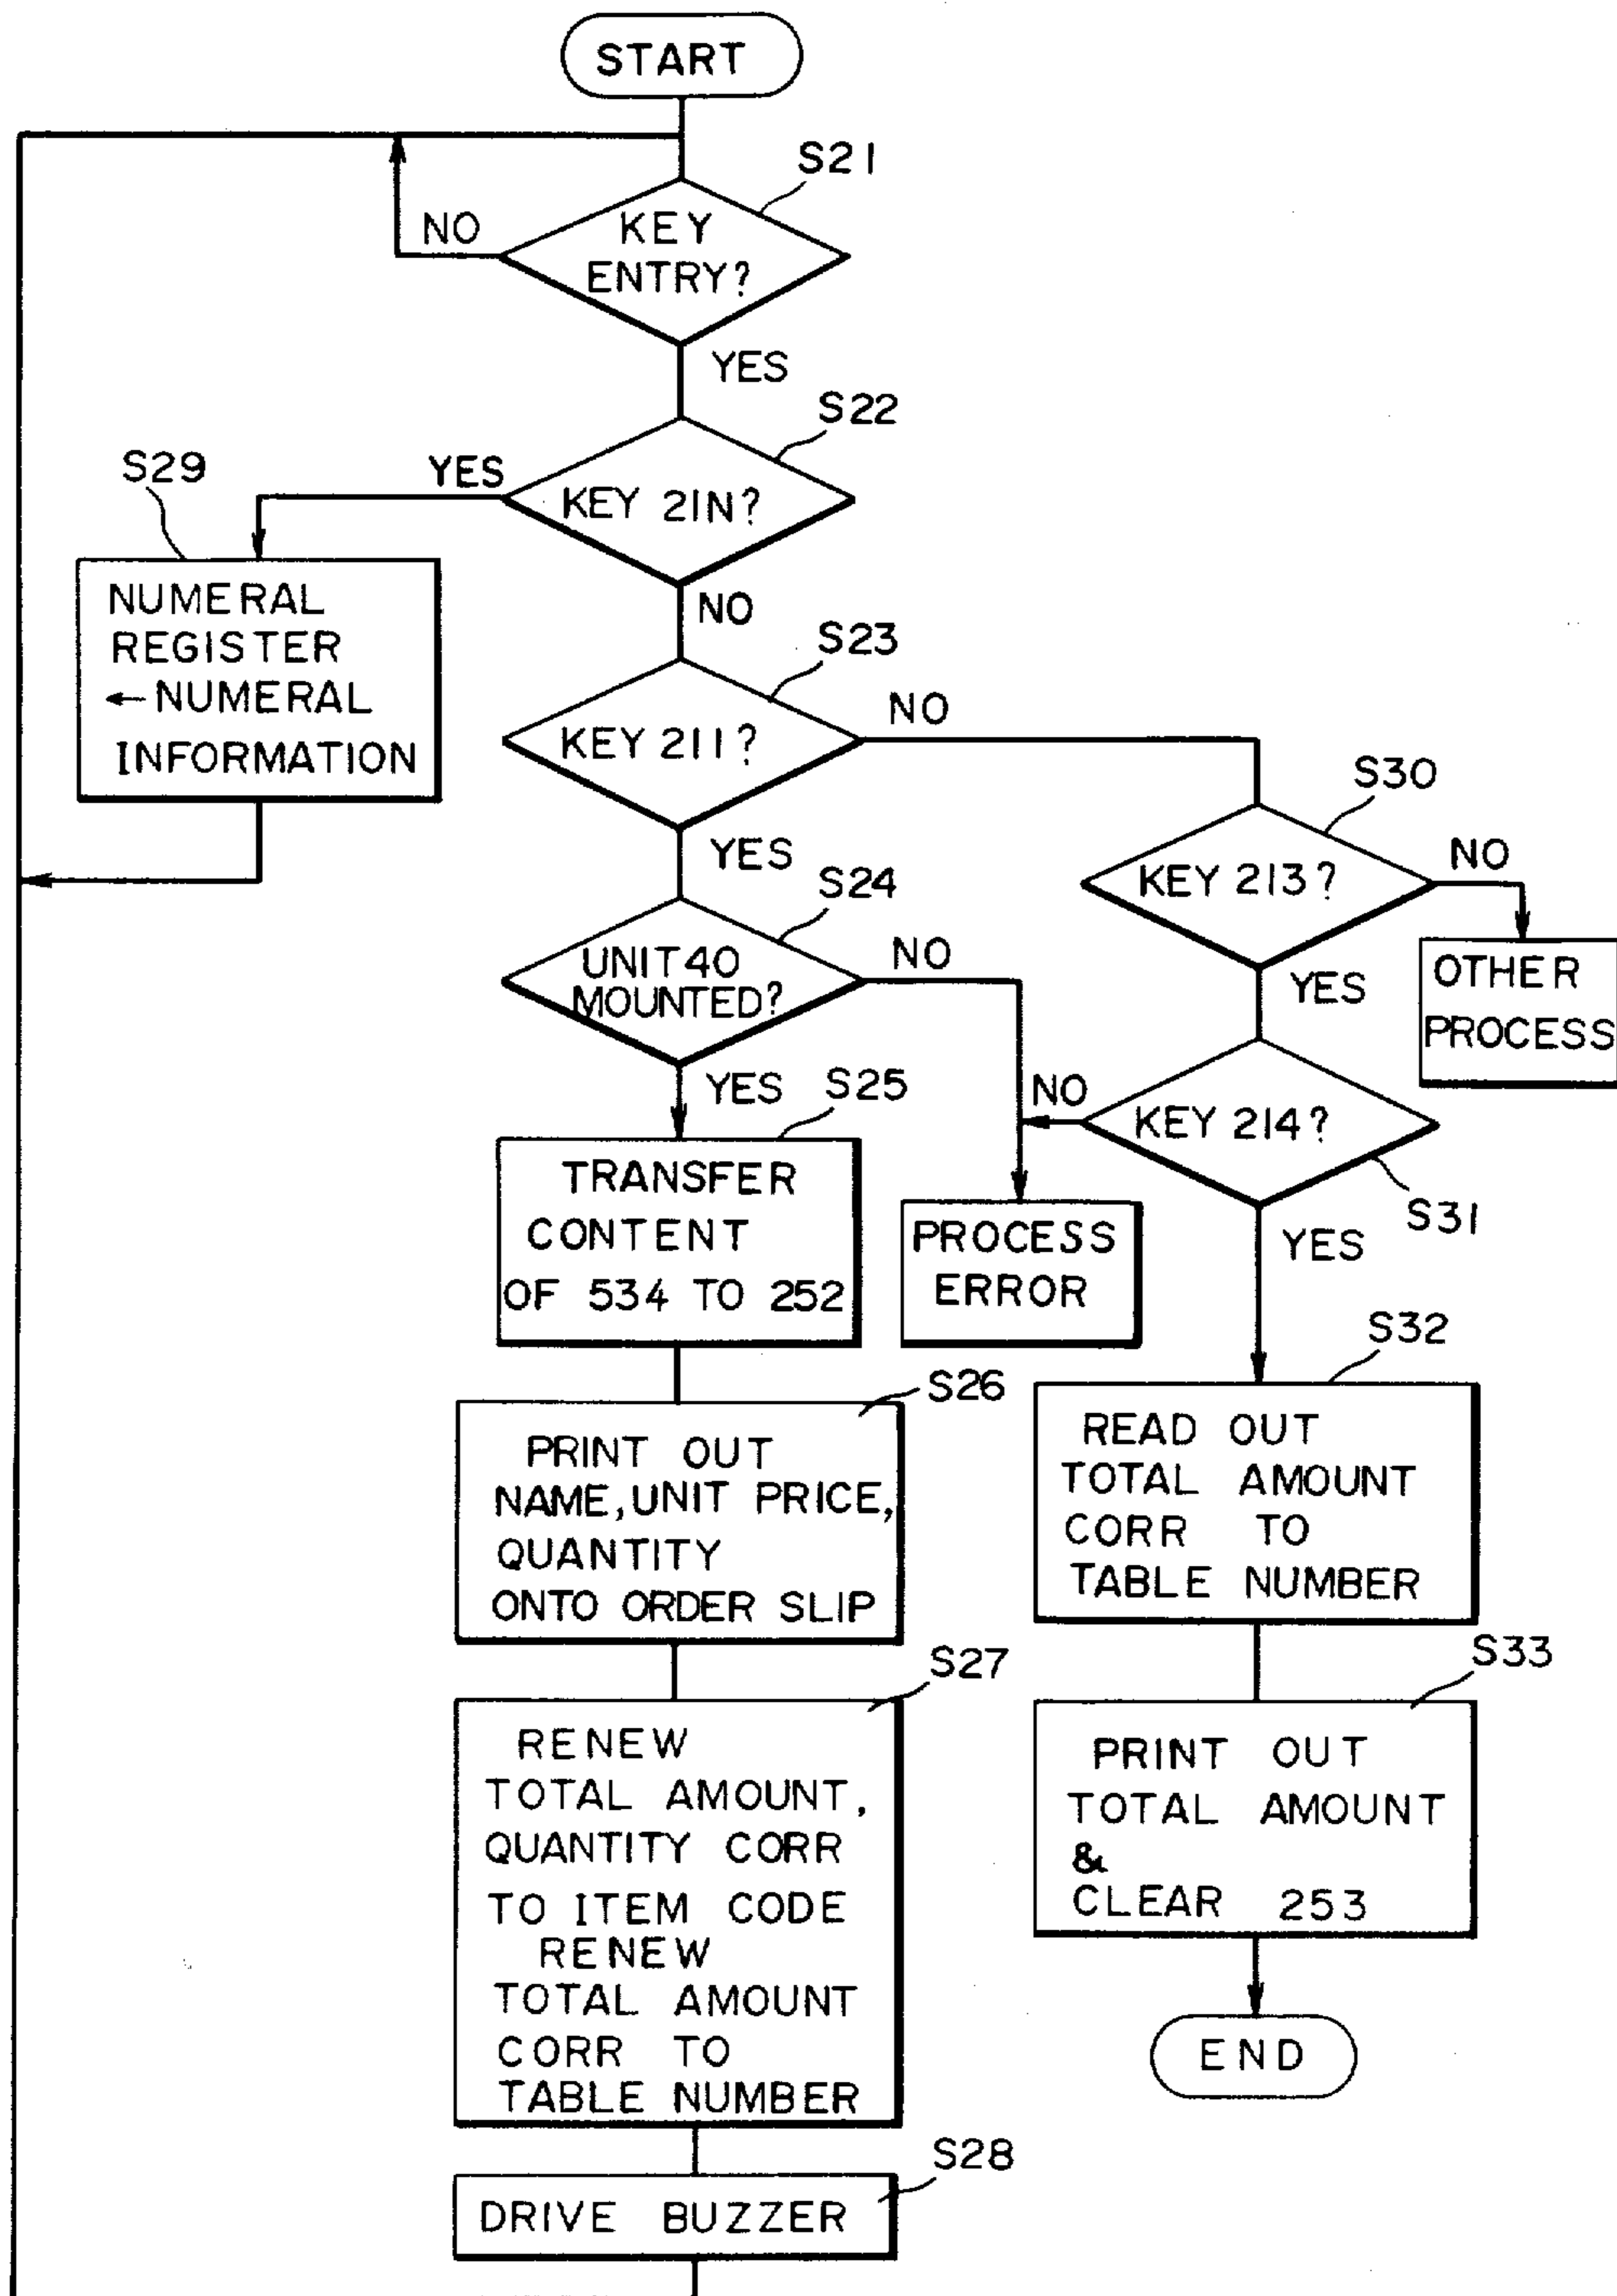 START
S21
KEY
ENTRY?
NO
YES
S22
KEY 21N?
YES
S29
NUMERAL
REGISTER
← NUMERAL
INFORMATION
NO
S23
KEY 211?
NO
YES
S30
KEY 213?
NO
OTHER
PROCESS
YES
S24
UNIT 40
MOUNTED?
NO
YES
KEY 214?
NO
S31
YES
PROCESS
ERROR
S25
TRANSFER
CONTENT
OF 534 TO 252
S26
PRINT OUT
NAME, UNIT PRICE,
QUANTITY
ONTO ORDER SLIP
S32
READ OUT
TOTAL AMOUNT
CORR TO
TABLE NUMBER
S27
RENEW
TOTAL AMOUNT,
QUANTITY CORR
TO ITEM CODE
RENEW
TOTAL AMOUNT
CORR TO
TABLE NUMBER
S33
PRINT OUT
TOTAL AMOUNT
&
CLEAR 253
END
S28
DRIVE BUZZER